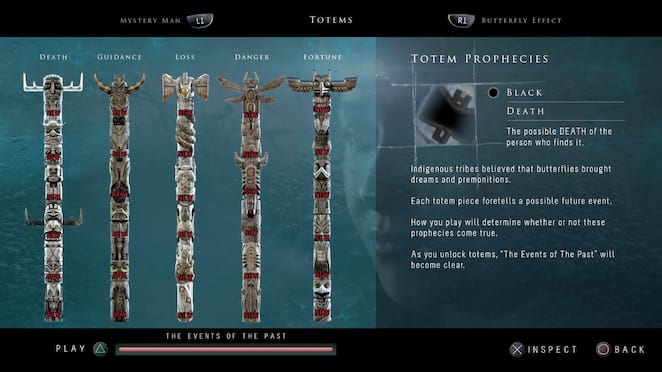 Mystery Man L1 Totems R1 Butterfly Effect
Death Guidance Loss Danger Fortune
Totem Prophecies
Black
Death
The possible DEATH of the
person who finds it.
Indigenous tribes believed that butterflies brought
dreams and premonitions.
Each totem piece foretells a possible future event.
How you play will determine whether or not these
prophecies come true.
As you unlock totems, "The Events of The Past" will
become clear.
THE EVENTS OF THE PAST
PLAY INSPECT BACK